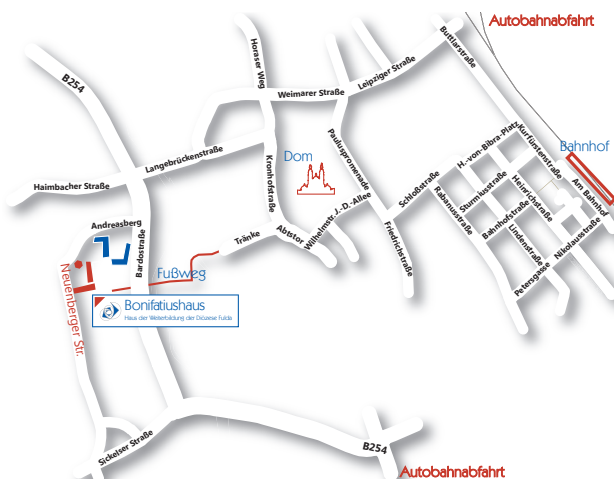 Autobahnabfahrt
Buttlarstraße
Horaser Weg
Leipziger Straße
B254
Weimarer Straße
Kurfürstenstraße
H.-von-Bibra-Platz
Bahnhof
Pauluspromenade
Langebrückenstraße
Dom
Kronhofstraße
Am Bahnhof
Haimbacher Straße
Schloßstraße
Rabanusstraße
Sturmiusstraße
Heinrichstraße
Wilhelmstr.
J.-D.-Allee
Bahnhofstraße
Lindenstraße
Nikolausstraße
Andreasberg
Bardostraße
Tränke
Abtstor
Friedrichstraße
Petersgasse
Fußweg
Neuenberger Str.
Bonifatiushaus
Haus der Weiterbildung der Diözese Fulda
Sickelser Straße
B254
Autobahnabfahrt